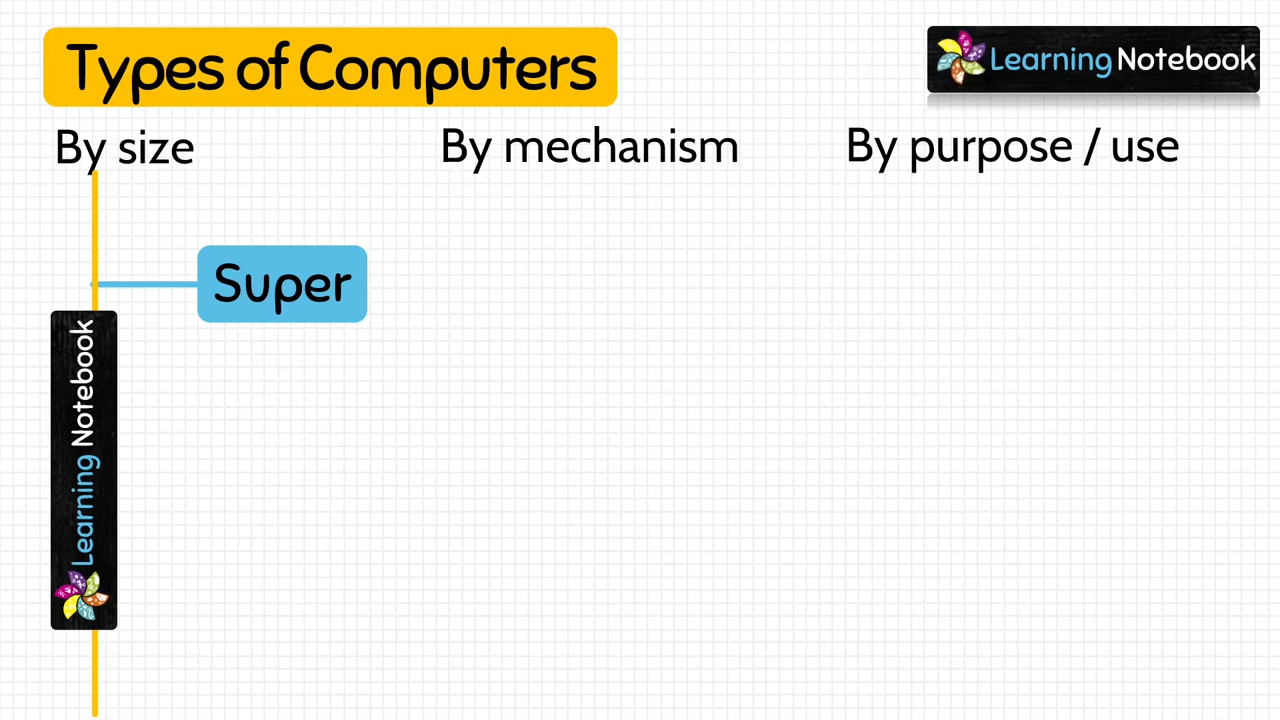 Types of Computers
Learning Notebook
By size
By mechanism
By purpose / use
Super
Learning Notebook